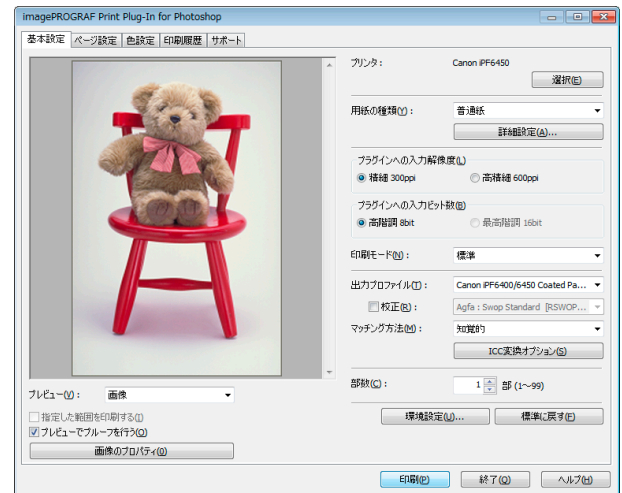 imagePROGRAF Print Plug-In for Photoshop
基本設定 ページ設定 色設定 印刷履歴 サポート
プリンタ： Canon iPF6450
選択(E)
用紙の種類(Y)： 普通紙
詳細設定(A)...
プラグインへの入力解像度(L)
精細 300ppi 高精細 600ppi
プラグインへの入力ビット数(B)
高階調 8bit 最高階調 16bit
印刷モード(N)： 標準
出力プロファイル(T)： Canon iPF6400/6450 Coated Pa...
校正(R)： Agfa : Swop Standard [RSWOP...
マッチング方法(M)： 知覚的
ICC変換オプション(S)
部数(C)： 1 部 (1～99)
プレビュー(V)： 画像
指定した範囲を印刷する(I)
プレビューでプルーフを行う(O)
画像のプロパティ(0)
環境設定(U)... 標準に戻す(F)
印刷(P) 終了(Q) ヘルプ(H)